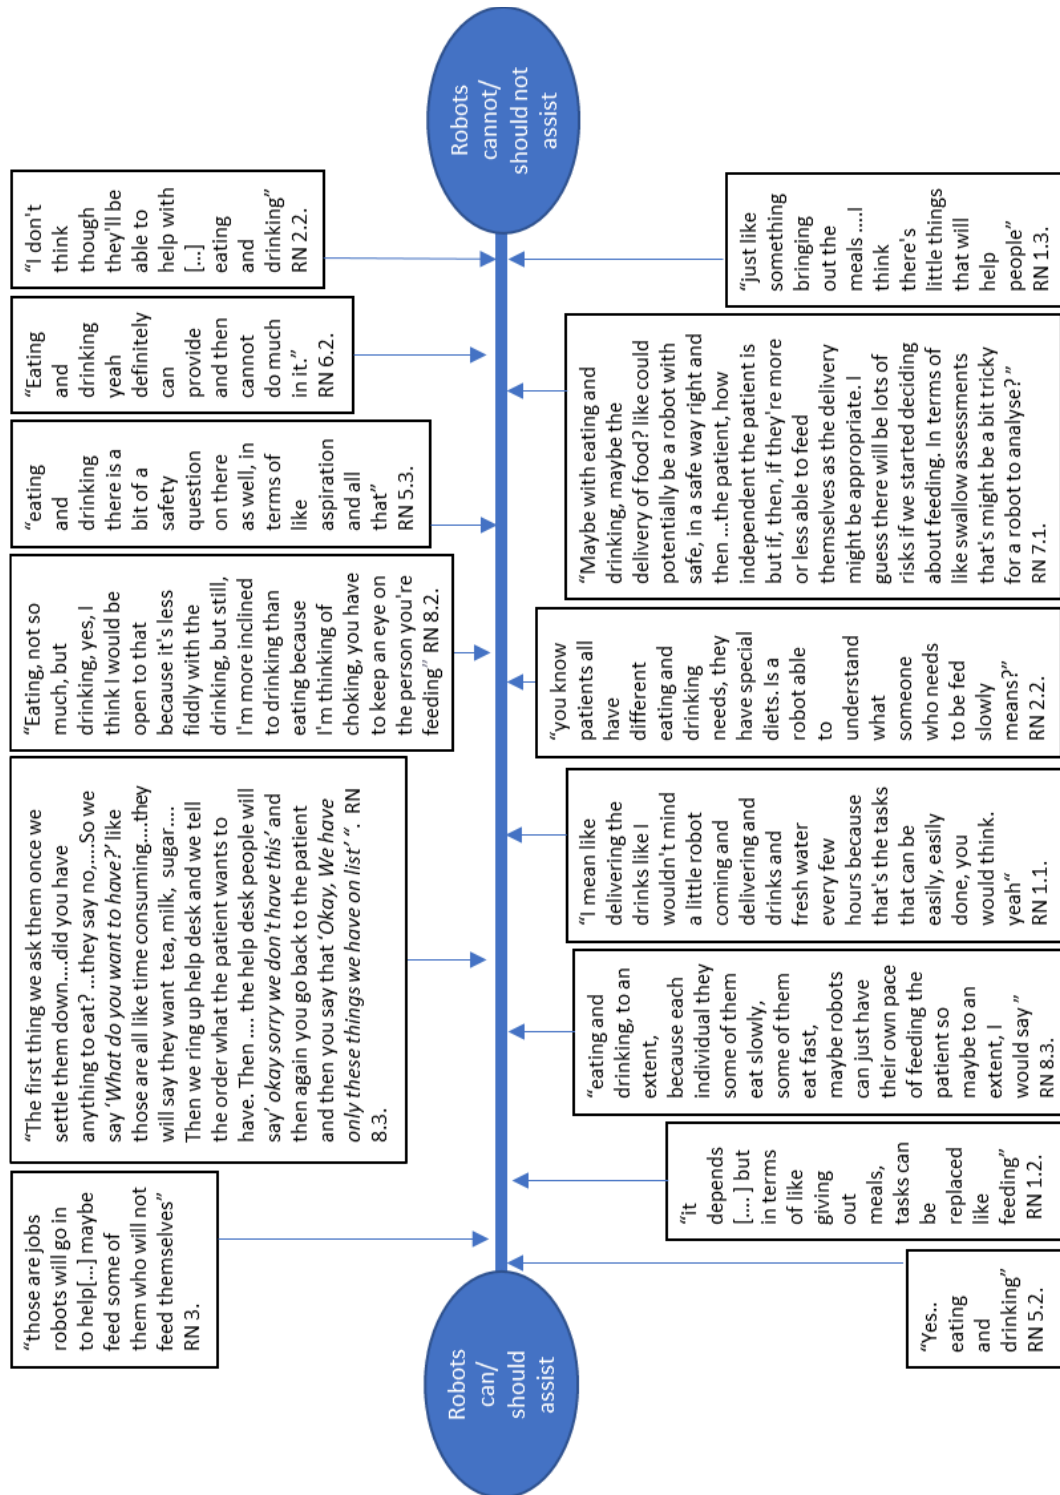 Robots
can/
should
assist
“those are jobs
robots will go in
to help[...] maybe
feed some of
them who will not
feed themselves”
RN 3.
“The first thing we ask them once we
settle them down.....did you have
anything to eat? ...they say no,....So we
say ‘What do you want to have?’ like
those are all like time consuming....they
will say they want  tea, milk,  sugar....
Then we ring up help desk and we tell
the order what the patient wants to
have. Then .... the help desk people will
say’ okay sorry we don't have this’ and
then again you go back to the patient
and then you say that ‘Okay, We have
only these things we have on list’ “ . RN
8.3.
“Eating, not so
much, but
drinking, yes, I
think I would be
open to that
because it's less
fiddly with the
drinking, but still,
I'm more inclined
to drinking than
eating because
I'm thinking of
choking, you have
to keep an eye on
the person you're
feeding” RN 8.2.
“eating
and
drinking
there is a
bit of a
safety
question
on there
as well, in
terms of
like
aspiration
and all
that”
RN 5.3.
“Eating
and
drinking
yeah
definitely
can
provide
and then
cannot
do much
in it.”
RN 6.2.
“I don't
think
though
they'll be
able to
help with
[...]
eating
and
drinking”
RN 2.2.
Robots
cannot/
should not
assist
“Yes..
eating
and
drinking”
RN 5.2.
“it
depends
[.... ] but
in terms
of like
giving
out
meals,
tasks can
be
replaced
like
feeding”
RN 1.2.
“eating and
drinking, to an
extent,
because each
individual they
some of them
eat slowly,
some of them
eat fast,
maybe robots
can just have
their own pace
of feeding the
patient so
maybe to an
extent, I
would say ”
RN 8.3.
“I mean like
delivering the
drinks like I
wouldn't mind
a little robot
coming and
delivering and
drinks and
fresh water
every few
hours because
that's the tasks
that can be
easily, easily
done, you
would think.
yeah“
RN 1.1.
“you know
patients all
have
different
eating and
drinking
needs, they
have special
diets. Is a
robot able
to
understand
what
someone
who needs
to be fed
slowly
means?”
RN 2.2.
“Maybe with eating and
drinking, maybe the
delivery of food? like could
potentially be a robot with
safe, in a safe way right and
then ...the patient, how
independent the patient is
but if, then, if they're more
or less able to feed
themselves as the delivery
might be appropriate. I
guess there will be lots of
risks if we started deciding
about feeding. In terms of
like swallow assessments
that's might be a bit tricky
for a robot to analyse? ”
RN 7.1.
“just like
something
bringing
out the
meals ....I
think
there's
little things
that will
help
people”
RN 1.3.